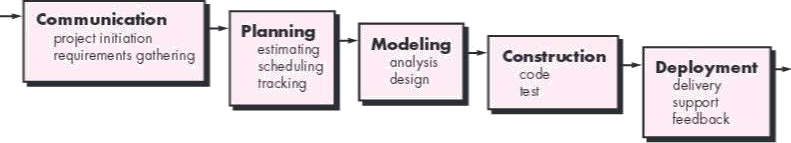 Communication
project initiation
requirements gathering
Planning
estimating
scheduling
tracking
Modeling
analysis
design
Construction
code
test
Deployment
delivery
support
feedback